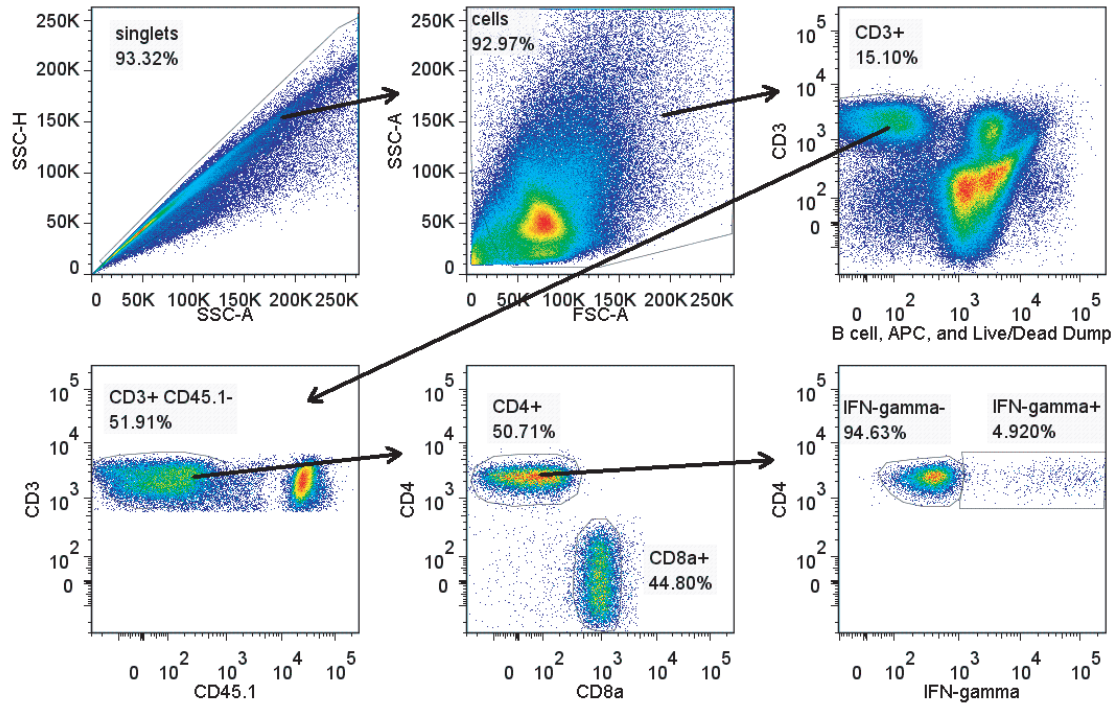 singlets
93.32%
250K
200K
150K
100K
50K
0
SSC-H
0 50K 100K 150K 200K 250K
SSC-A
cells
92.97%
250K
200K
150K
100K
50K
0
SSC-A
0 50K 100K 150K 200K 250K
FSC-A
CD3+
15.10%
10^5
10^4
10^3
10^2
0
CD3
0 10^2 10^3 10^4 10^5
B cell, APC, and Live/Dead Dump
CD3+ CD45.1-
51.91%
10^5
10^4
10^3
10^2
0
CD3
0 10^2 10^3 10^4 10^5
CD45.1
CD4+
50.71%
CD8a+
44.80%
10^5
10^4
10^3
10^2
0
CD4
0 10^2 10^3 10^4 10^5
CD8a
IFN-gamma- IFN-gamma+
94.63% 4.920%
10^5
10^4
10^3
10^2
0
CD4
0 10^2 10^3 10^4 10^5
IFN-gamma